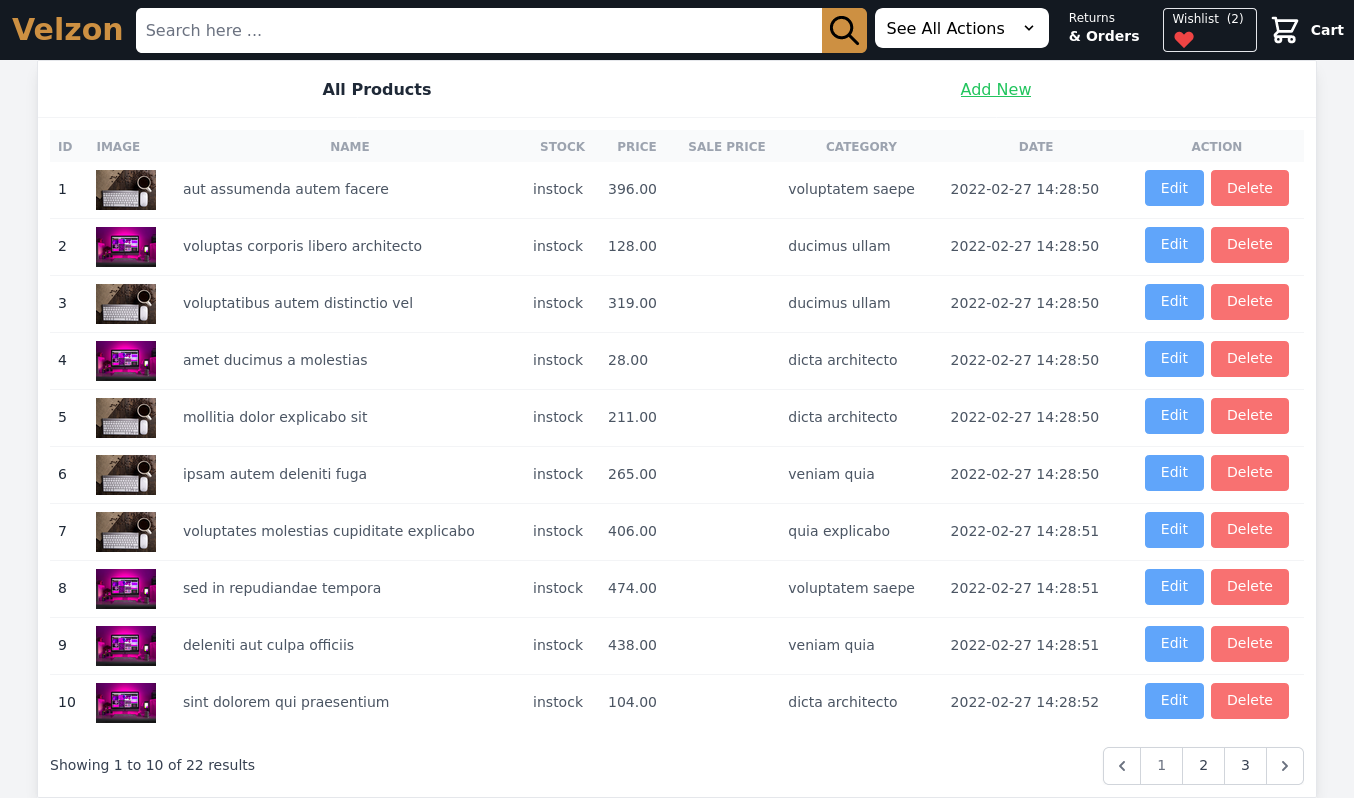 Velzon Search here ... See All Actions Returns & Orders Wishlist (2) Cart
All Products Add New
ID IMAGE NAME STOCK PRICE SALE PRICE CATEGORY DATE ACTION
1 aut assumenda autem facere instock 396.00 voluptatem saepe 2022-02-27 14:28:50 Edit Delete
2 voluptas corporis libero architecto instock 128.00 ducimus ullam 2022-02-27 14:28:50 Edit Delete
3 voluptatibus autem distinctio vel instock 319.00 ducimus ullam 2022-02-27 14:28:50 Edit Delete
4 amet ducimus a molestias instock 28.00 dicta architecto 2022-02-27 14:28:50 Edit Delete
5 mollitia dolor explicabo sit instock 211.00 dicta architecto 2022-02-27 14:28:50 Edit Delete
6 ipsam autem deleniti fuga instock 265.00 veniam quia 2022-02-27 14:28:50 Edit Delete
7 voluptates molestias cupiditate explicabo instock 406.00 quia explicabo 2022-02-27 14:28:51 Edit Delete
8 sed in repudiandae tempora instock 474.00 voluptatem saepe 2022-02-27 14:28:51 Edit Delete
9 deleniti aut culpa officiis instock 438.00 veniam quia 2022-02-27 14:28:51 Edit Delete
10 sint dolorem qui praesentium instock 104.00 dicta architecto 2022-02-27 14:28:52 Edit Delete
Showing 1 to 10 of 22 results 1 2 3